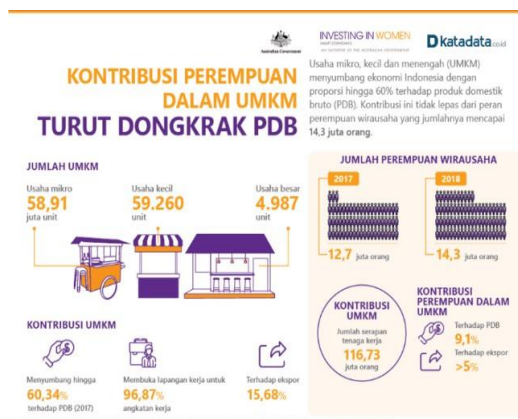 Australian Government
INVESTING IN WOMEN
SMART ECONOMICS
AN INITIATIVE OF THE AUSTRALIAN GOVERNMENT
Dkatadata.co.id
KONTRIBUSI PEREMPUAN
DALAM UMKM
TURUT DONGKRAK PDB
Usaha mikro, kecil dan menengah (UMKM)
menyumbang ekonomi Indonesia dengan
proporsi hingga 60% terhadap produk domestik
bruto (PDB). Kontribusi ini tidak lepas dari peran
perempuan wirausaha yang jumlahnya mencapai
14,3 juta orang.
JUMLAH UMKM
Usaha mikro
58,91
juta unit
Usaha kecil
59.260
unit
Usaha besar
4.987
unit
JUMLAH PEREMPUAN WIRAUSAHA
2017
12,7 juta orang
2018
14,3 juta orang
KONTRIBUSI UMKM
Menyumbang hingga
60,34%
terhadap PDB (2017)
Membuka lapangan kerja untuk
96,87%
angkatan kerja
Terhadap ekspor
15,68%
KONTRIBUSI
UMKM
Jumlah serapan
tenaga kerja
116,73
juta orang
KONTRIBUSI
PEREMPUAN DALAM
UMKM
Terhadap PDB
9,1%
Terhadap ekspor
>5%